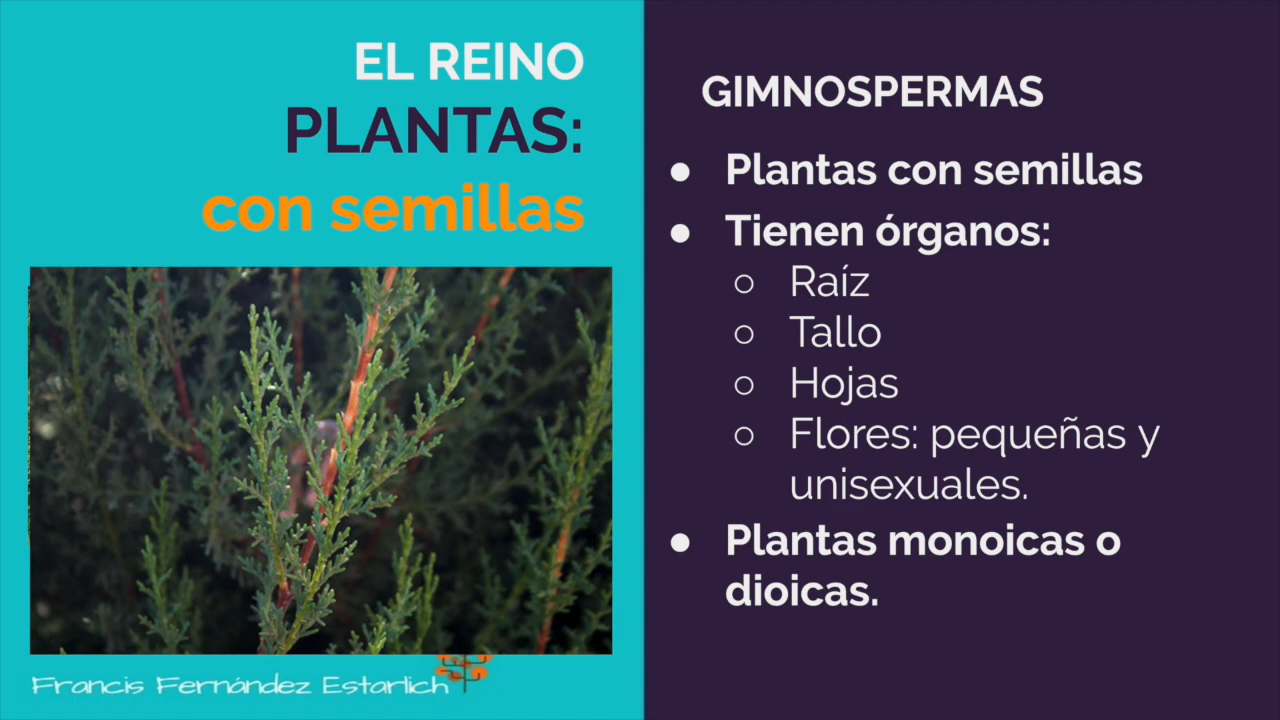 EL REINO
PLANTAS:
con semillas
Francis Fernández Estarlich
GIMNOSPERMAS
● Plantas con semillas
● Tienen órganos:
○ Raíz
○ Tallo
○ Hojas
○ Flores: pequeñas y
unisexuales.
● Plantas monoicas o
dioicas.